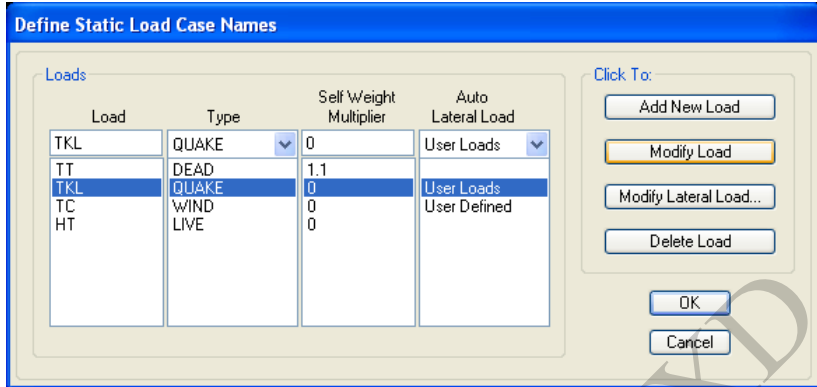 Define Static Load Case Names
Loads
Load Type Self Weight Multiplier Auto Lateral Load
TKL QUAKE 0 User Loads
TT DEAD 1.1
TKL QUAKE 0 User Loads
TC WIND 0 User Defined
HT LIVE 0
Click To:
Add New Load
Modify Load
Modify Lateral Load...
Delete Load
OK
Cancel